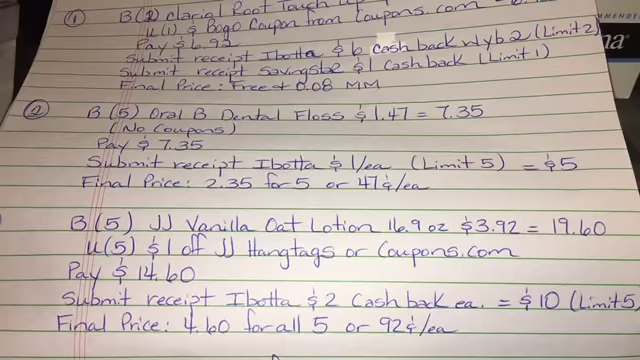 ① B (2) Clariol Root Touch Up
U (1) $ Bogo Coupon from Coupons.com
Pay $6.92
Submit receipt Ibotta $6 Cash back wyb 2 (Limit 2)
Submit receipt Savingstar $1 Cash back (Limit 1)
Final Price: Free + 0.08 MM
② B (5) Oral B Dental Floss $1.47 = 7.35
(No Coupons)
Pay $7.35
Submit receipt Ibotta $1/ea (Limit 5) = $5
Final Price: 2.35 for 5 or 47¢/ea
B (5) JJ Vanilla Oat Lotion 16.9 oz $3.92 = 19.60
U (5) $1 off JJ Hangtags or Coupons.com
Pay $14.60
Submit receipt Ibotta $2 Cash back ea. = $10 (Limit 5
Final Price: 4.60 for all 5 or 92¢/ea